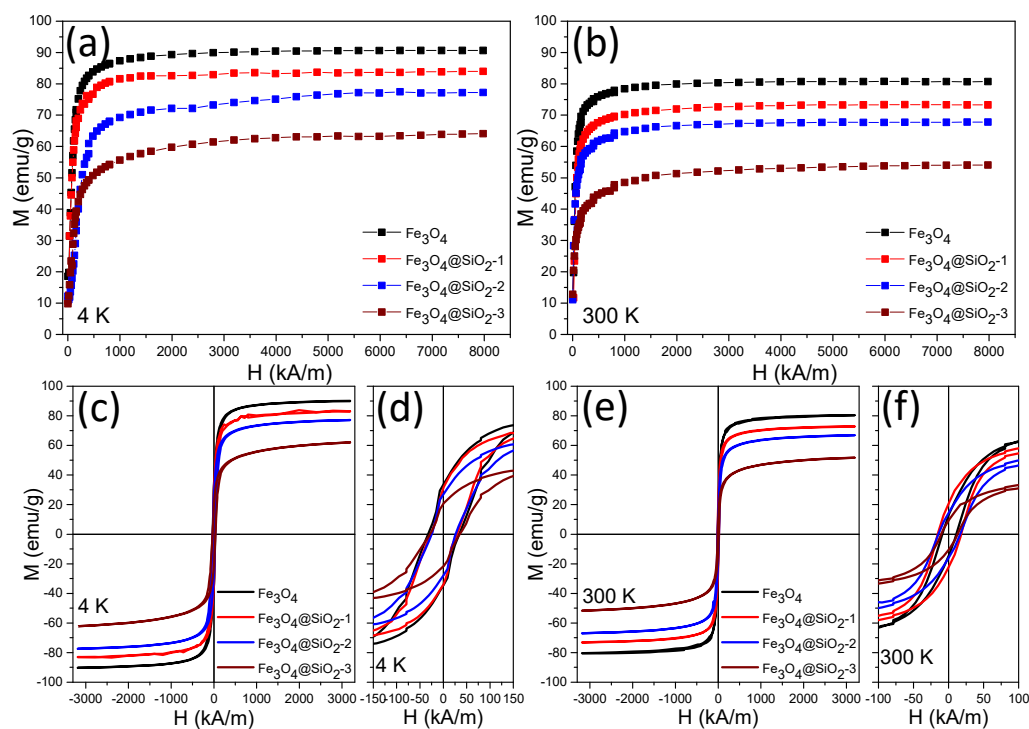 (a)
M (emu/g)
100
90
80
70
60
50
40
30
20
10
0
Fe3O4
Fe3O4@SiO2-1
Fe3O4@SiO2-2
Fe3O4@SiO2-3
4 K
0 1000 2000 3000 4000 5000 6000 7000 8000
H (kA/m)
(b)
M (emu/g)
100
90
80
70
60
50
40
30
20
10
0
Fe3O4
Fe3O4@SiO2-1
Fe3O4@SiO2-2
Fe3O4@SiO2-3
300 K
0 1000 2000 3000 4000 5000 6000 7000 8000
H (kA/m)
(c)
M (emu/g)
100
80
60
40
20
0
-20
-40
-60
-80
-100
4 K
Fe3O4
Fe3O4@SiO2-1
Fe3O4@SiO2-2
Fe3O4@SiO2-3
-3000 -2000 -1000 0 1000 2000 3000
H (kA/m)
(d)
4 K
-150 -100 -50 0 50 100 150
H (kA/m)
(e)
M (emu/g)
100
80
60
40
20
0
-20
-40
-60
-80
-100
300 K
Fe3O4
Fe3O4@SiO2-1
Fe3O4@SiO2-2
Fe3O4@SiO2-3
-3000 -2000 -1000 0 1000 2000 3000
H (kA/m)
(f)
300 K
-100 -50 0 50 100
H (kA/m)